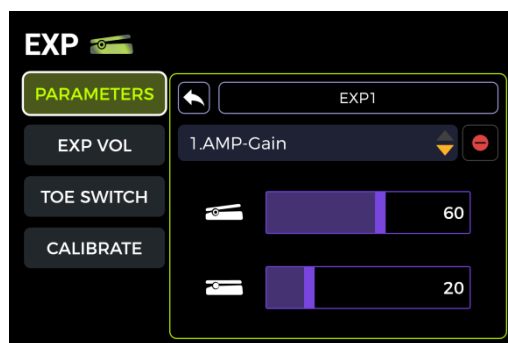 EXP
PARAMETERS
EXP VOL
TOE SWITCH
CALIBRATE
EXP1
1.AMP-Gain
60
20